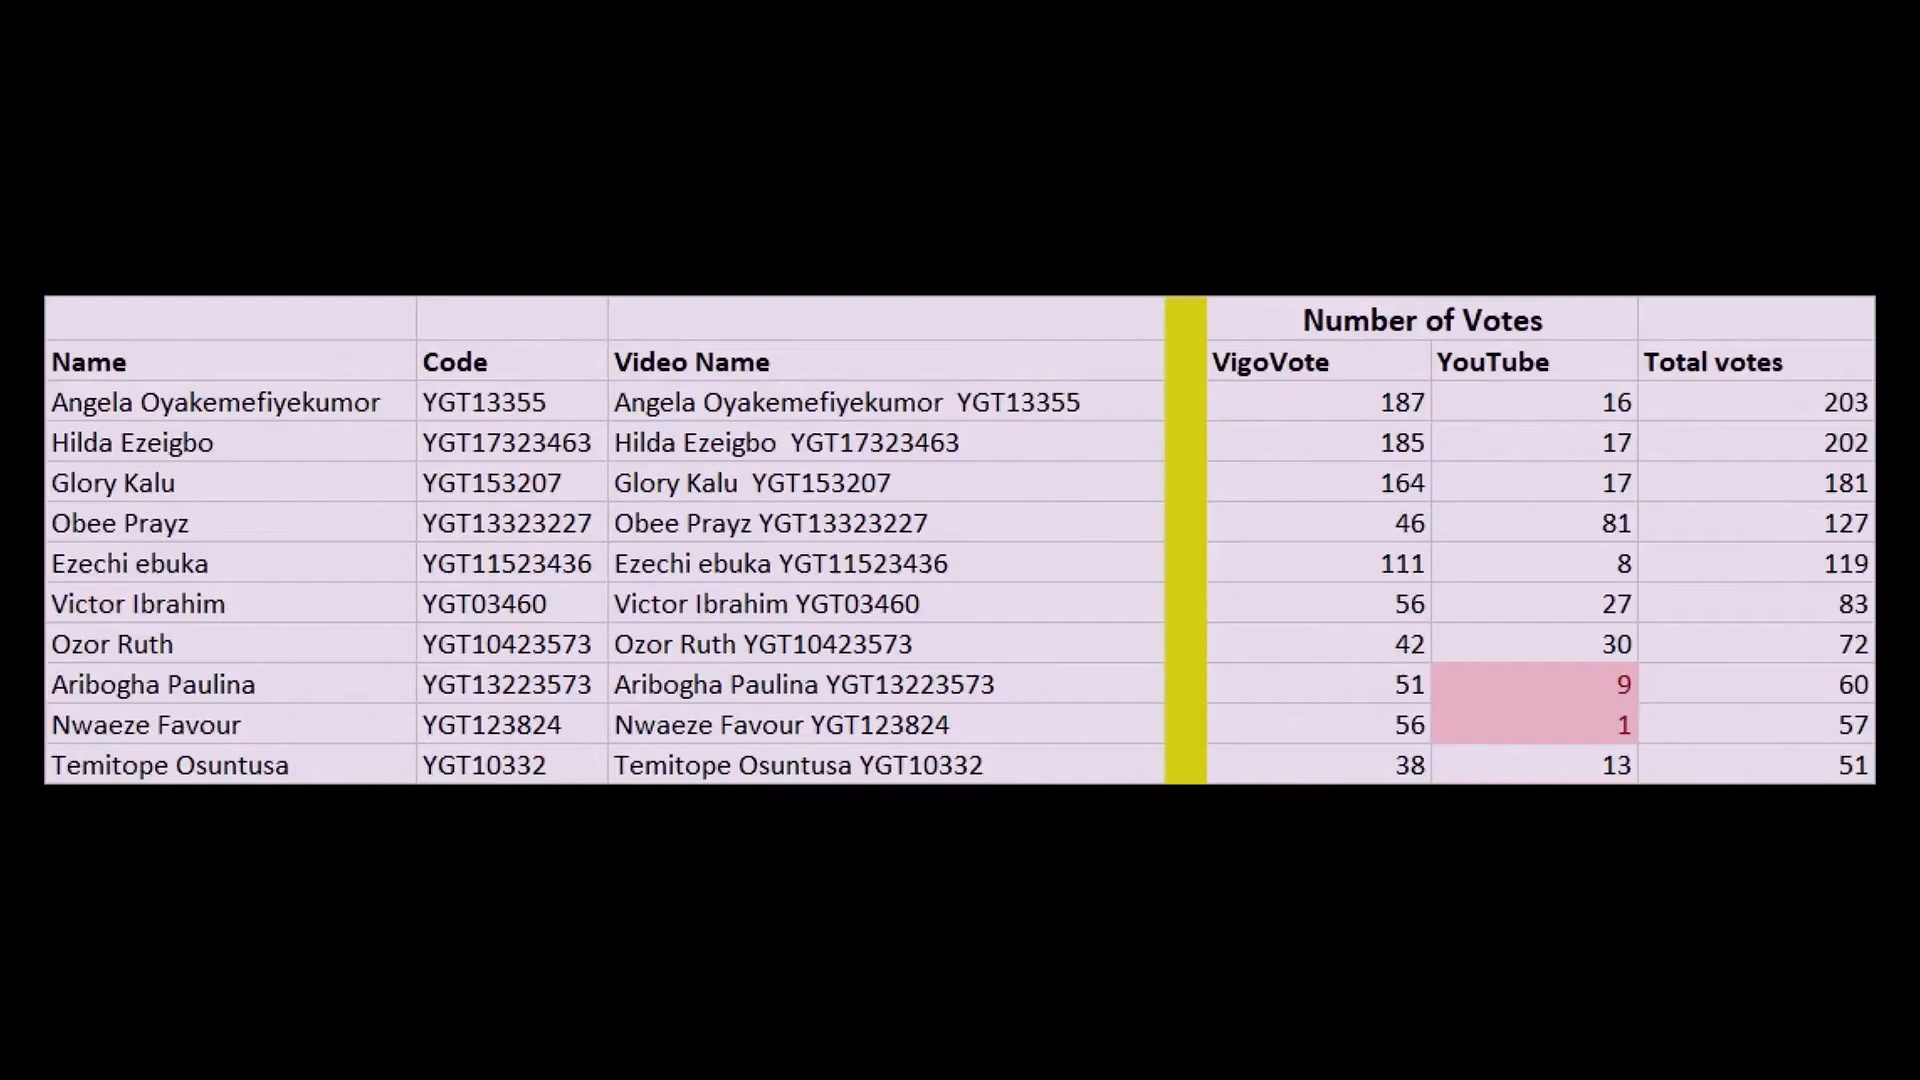 Number of Votes
Name Code Video Name VigoVote YouTube Total votes
Angela Oyakemefiyekumor YGT13355 Angela Oyakemefiyekumor YGT13355 187 16 203
Hilda Ezeigbo YGT17323463 Hilda Ezeigbo YGT17323463 185 17 202
Glory Kalu YGT153207 Glory Kalu YGT153207 164 17 181
Obee Prayz YGT13323227 Obee Prayz YGT13323227 46 81 127
Ezechi ebuka YGT11523436 Ezechi ebuka YGT11523436 111 8 119
Victor Ibrahim YGT03460 Victor Ibrahim YGT03460 56 27 83
Ozor Ruth YGT10423573 Ozor Ruth YGT10423573 42 30 72
Aribogha Paulina YGT13223573 Aribogha Paulina YGT13223573 51 9 60
Nwaeze Favour YGT123824 Nwaeze Favour YGT123824 56 1 57
Temitope Osuntusa YGT10332 Temitope Osuntusa YGT10332 38 13 51